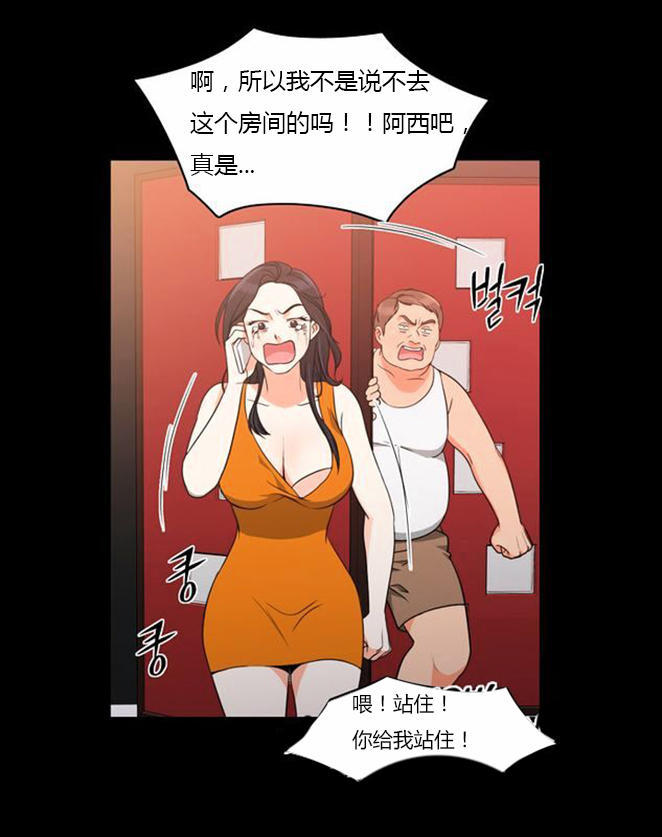 啊，所以我不是说不去
这个房间的吗！！阿西吧，
真是...
벌컥
쿵
쿵
喂！站住！
你给我站住！